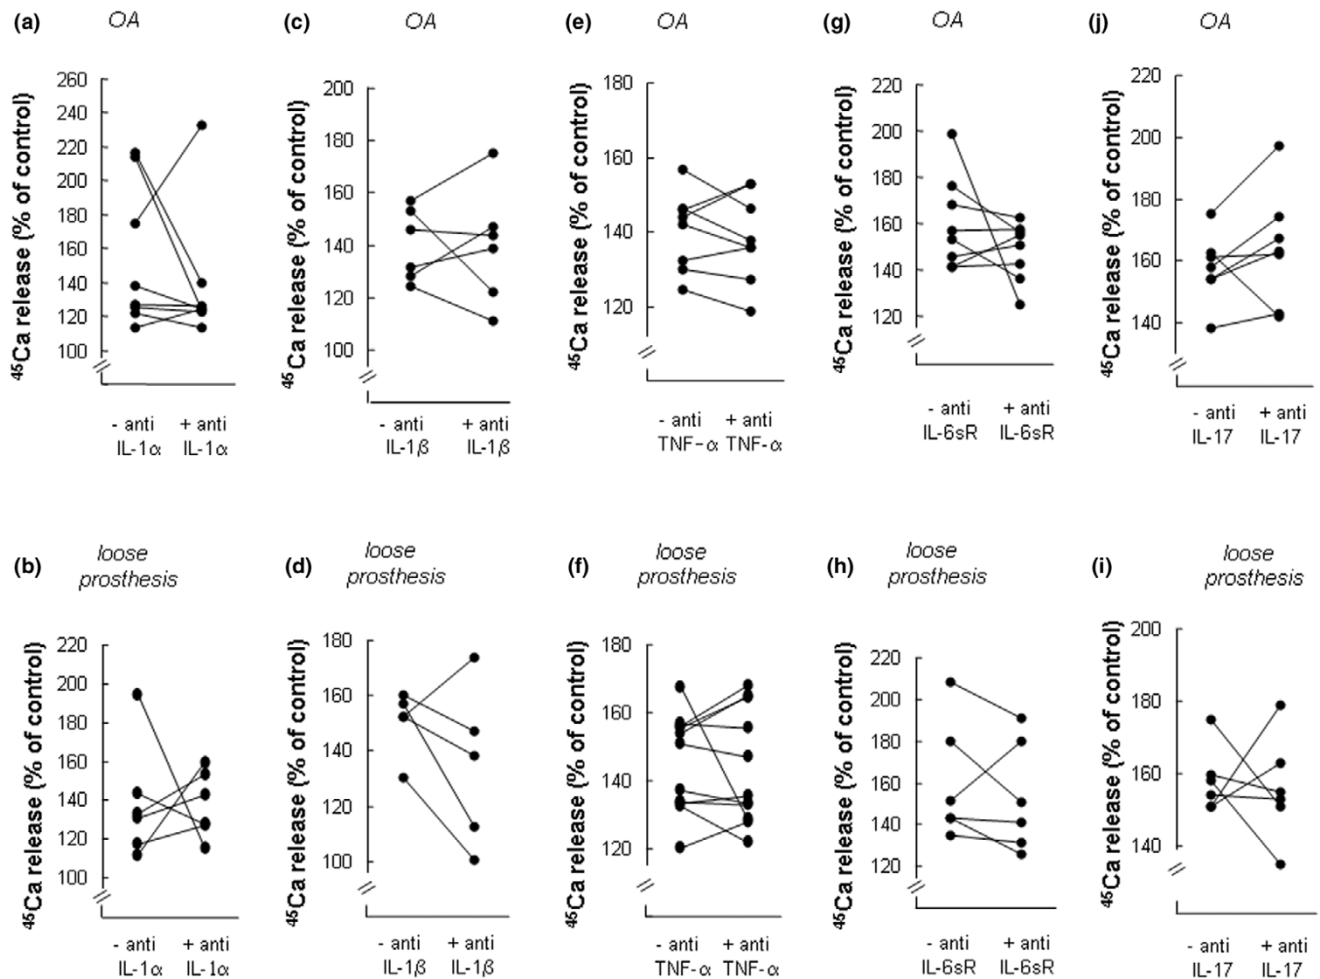 (a) OA
⁴⁵Ca release (% of control)
260
240
220
200
180
160
140
120
100
- anti + anti
IL-1α IL-1α
(c) OA
⁴⁵Ca release (% of control)
200
180
160
140
120
100
- anti + anti
IL-1β IL-1β
(e) OA
⁴⁵Ca release (% of control)
180
160
140
120
- anti + anti
TNF-α TNF-α
(g) OA
⁴⁵Ca release (% of control)
220
200
180
160
140
120
- anti + anti
IL-6sR IL-6sR
(j) OA
⁴⁵Ca release (% of control)
220
200
180
160
140
- anti + anti
IL-17 IL-17
(b) loose
prosthesis
⁴⁵Ca release (% of control)
220
200
180
160
140
120
100
- anti + anti
IL-1α IL-1α
(d) loose
prosthesis
⁴⁵Ca release (% of control)
180
160
140
120
100
- anti + anti
IL-1β IL-1β
(f) loose
prosthesis
⁴⁵Ca release (% of control)
180
160
140
120
- anti + anti
TNF-α TNF-α
(h) loose
prosthesis
⁴⁵Ca release (% of control)
220
200
180
160
140
120
- anti + anti
IL-6sR IL-6sR
(i) loose
prosthesis
⁴⁵Ca release (% of control)
200
180
160
140
- anti + anti
IL-17 IL-17